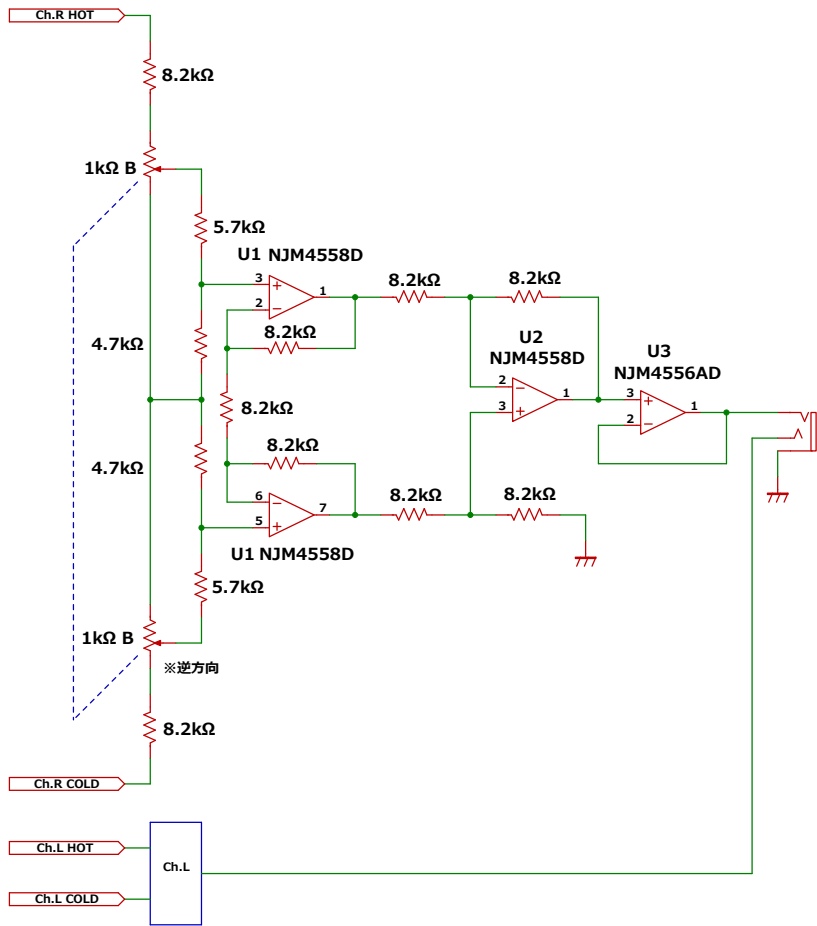 Ch.R HOT
8.2kΩ
1kΩ B
5.7kΩ
U1 NJM4558D
3
2
1
8.2kΩ
8.2kΩ
8.2kΩ
4.7kΩ
U2
NJM4558D
2
3
1
U3
NJM4556AD
3
2
1
8.2kΩ
4.7kΩ
8.2kΩ
6
5
7
8.2kΩ
8.2kΩ
U1 NJM4558D
5.7kΩ
1kΩ B
※逆方向
8.2kΩ
Ch.R COLD
Ch.L HOT
Ch.L
Ch.L COLD